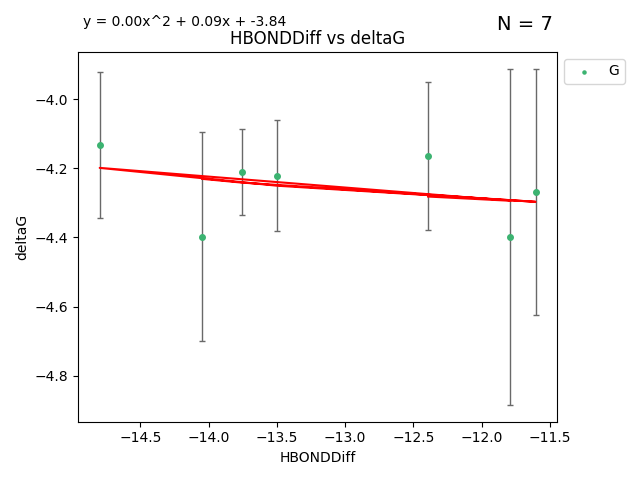 y = 0.00x^2 + 0.09x + -3.84
N = 7
HBONDDiff vs deltaG
G
−4.0
−4.2
−4.4
−4.6
−4.8
deltaG
−14.5 −14.0 −13.5 −13.0 −12.5 −12.0 −11.5
HBONDDiff